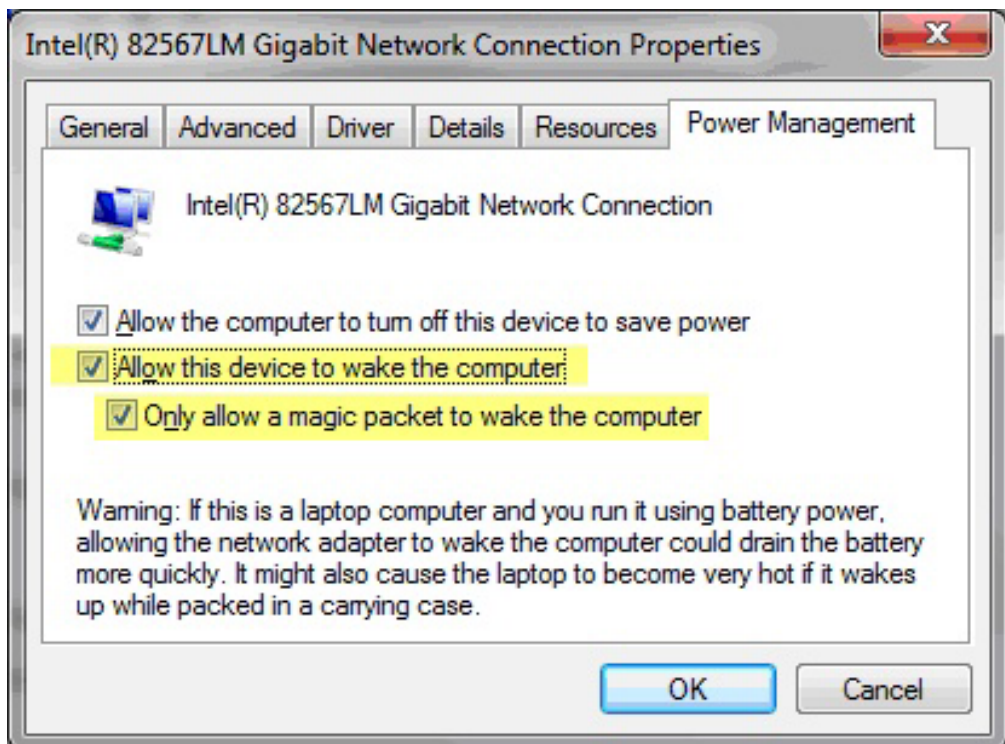 Intel(R) 82567LM Gigabit Network Connection Properties
General Advanced Driver Details Resources Power Management
Intel(R) 82567LM Gigabit Network Connection
Allow the computer to turn off this device to save power
Allow this device to wake the computer
Only allow a magic packet to wake the computer
Warning: If this is a laptop computer and you run it using battery power,
allowing the network adapter to wake the computer could drain the battery
more quickly. It might also cause the laptop to become very hot if it wakes
up while packed in a carrying case.
OK Cancel